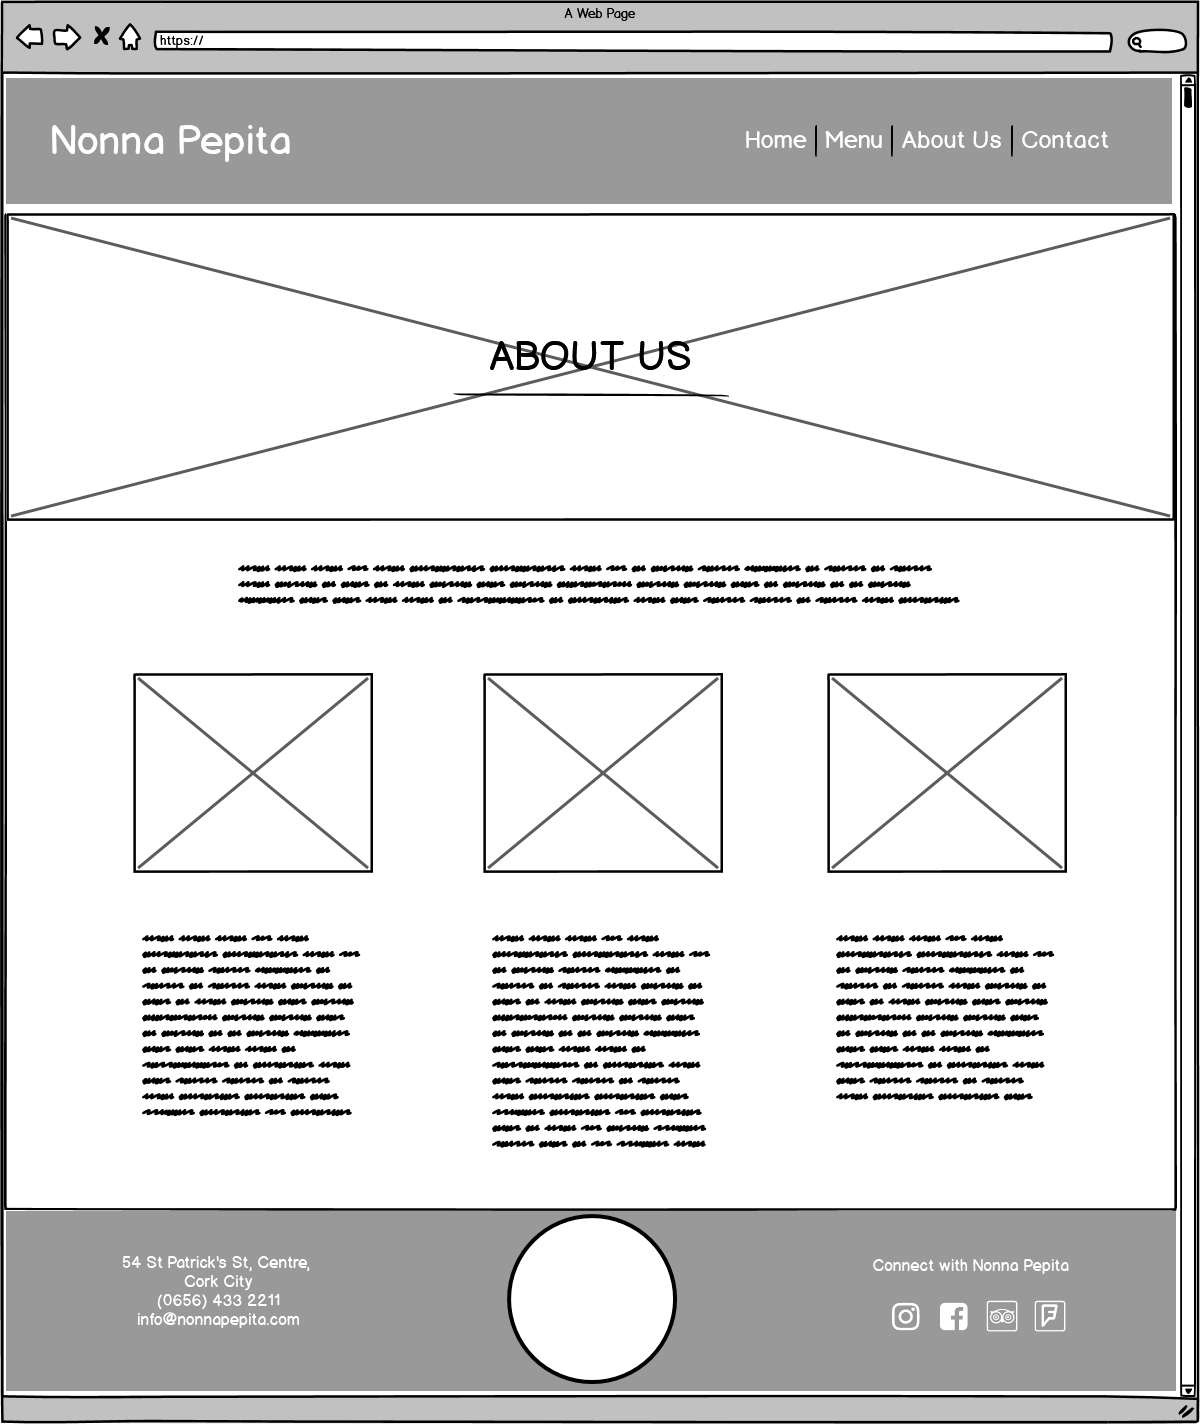 A Web Page
https://
Nonna Pepita
Home Menu About Us Contact
ABOUT US
54 St Patrick's St, Centre,
Cork City
(0656) 433 2211
info@nonnapepita.com
Connect with Nonna Pepita